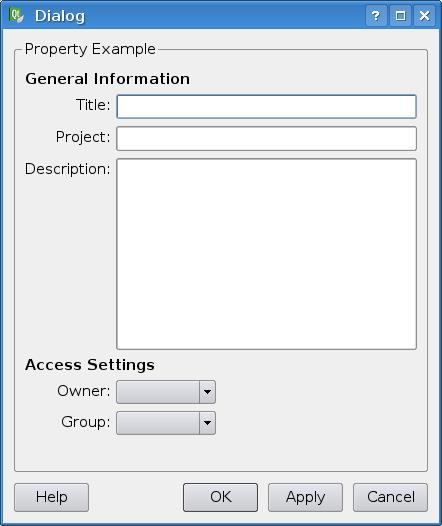 Dialog
Property Example
General Information
Title:
Project:
Description:
Access Settings
Owner:
Group:
Help OK Apply Cancel